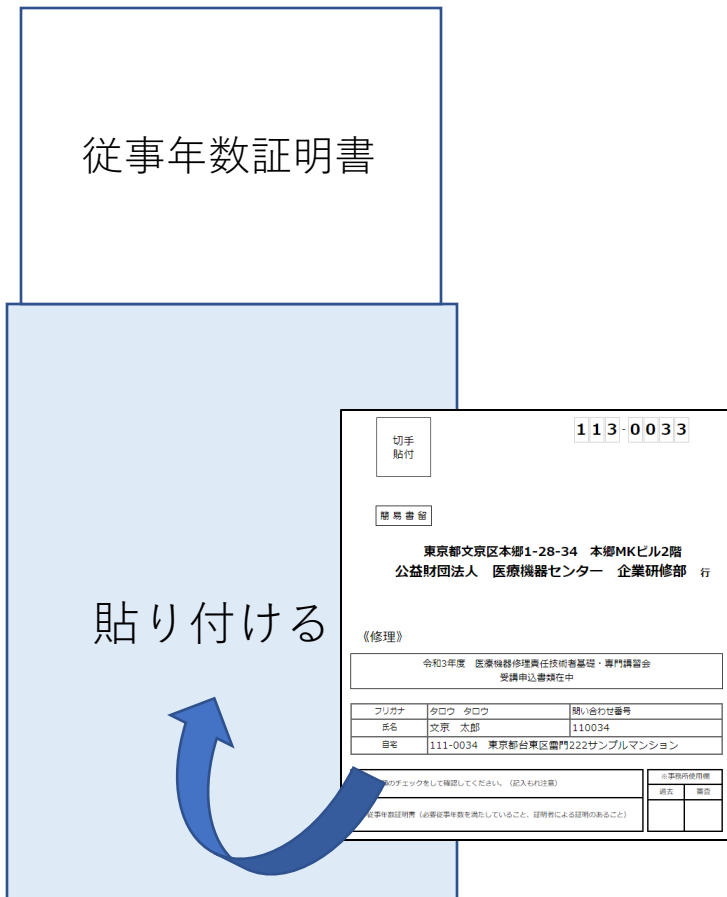 従事年数証明書
貼り付ける
切手
貼付
113-0033
簡易書留
東京都文京区本郷1-28-34 本郷MKビル2階
公益財団法人 医療機器センター 企業研修部 行
《修理》
令和3年度 医療機器修理責任技術者基礎・専門講習会
受講申込書類在中
フリガナ タロウ タロウ 問い合わせ番号
氏名 文京 太郎 110034
自宅 111-0034 東京都台東区雷門222サンプルマンション
のチェックをして確認してください。（記入もれ注意）
※事務所使用欄
過去 審査
従事年数証明書（必要従事年数を満たしていること、証明者による証明のあること）